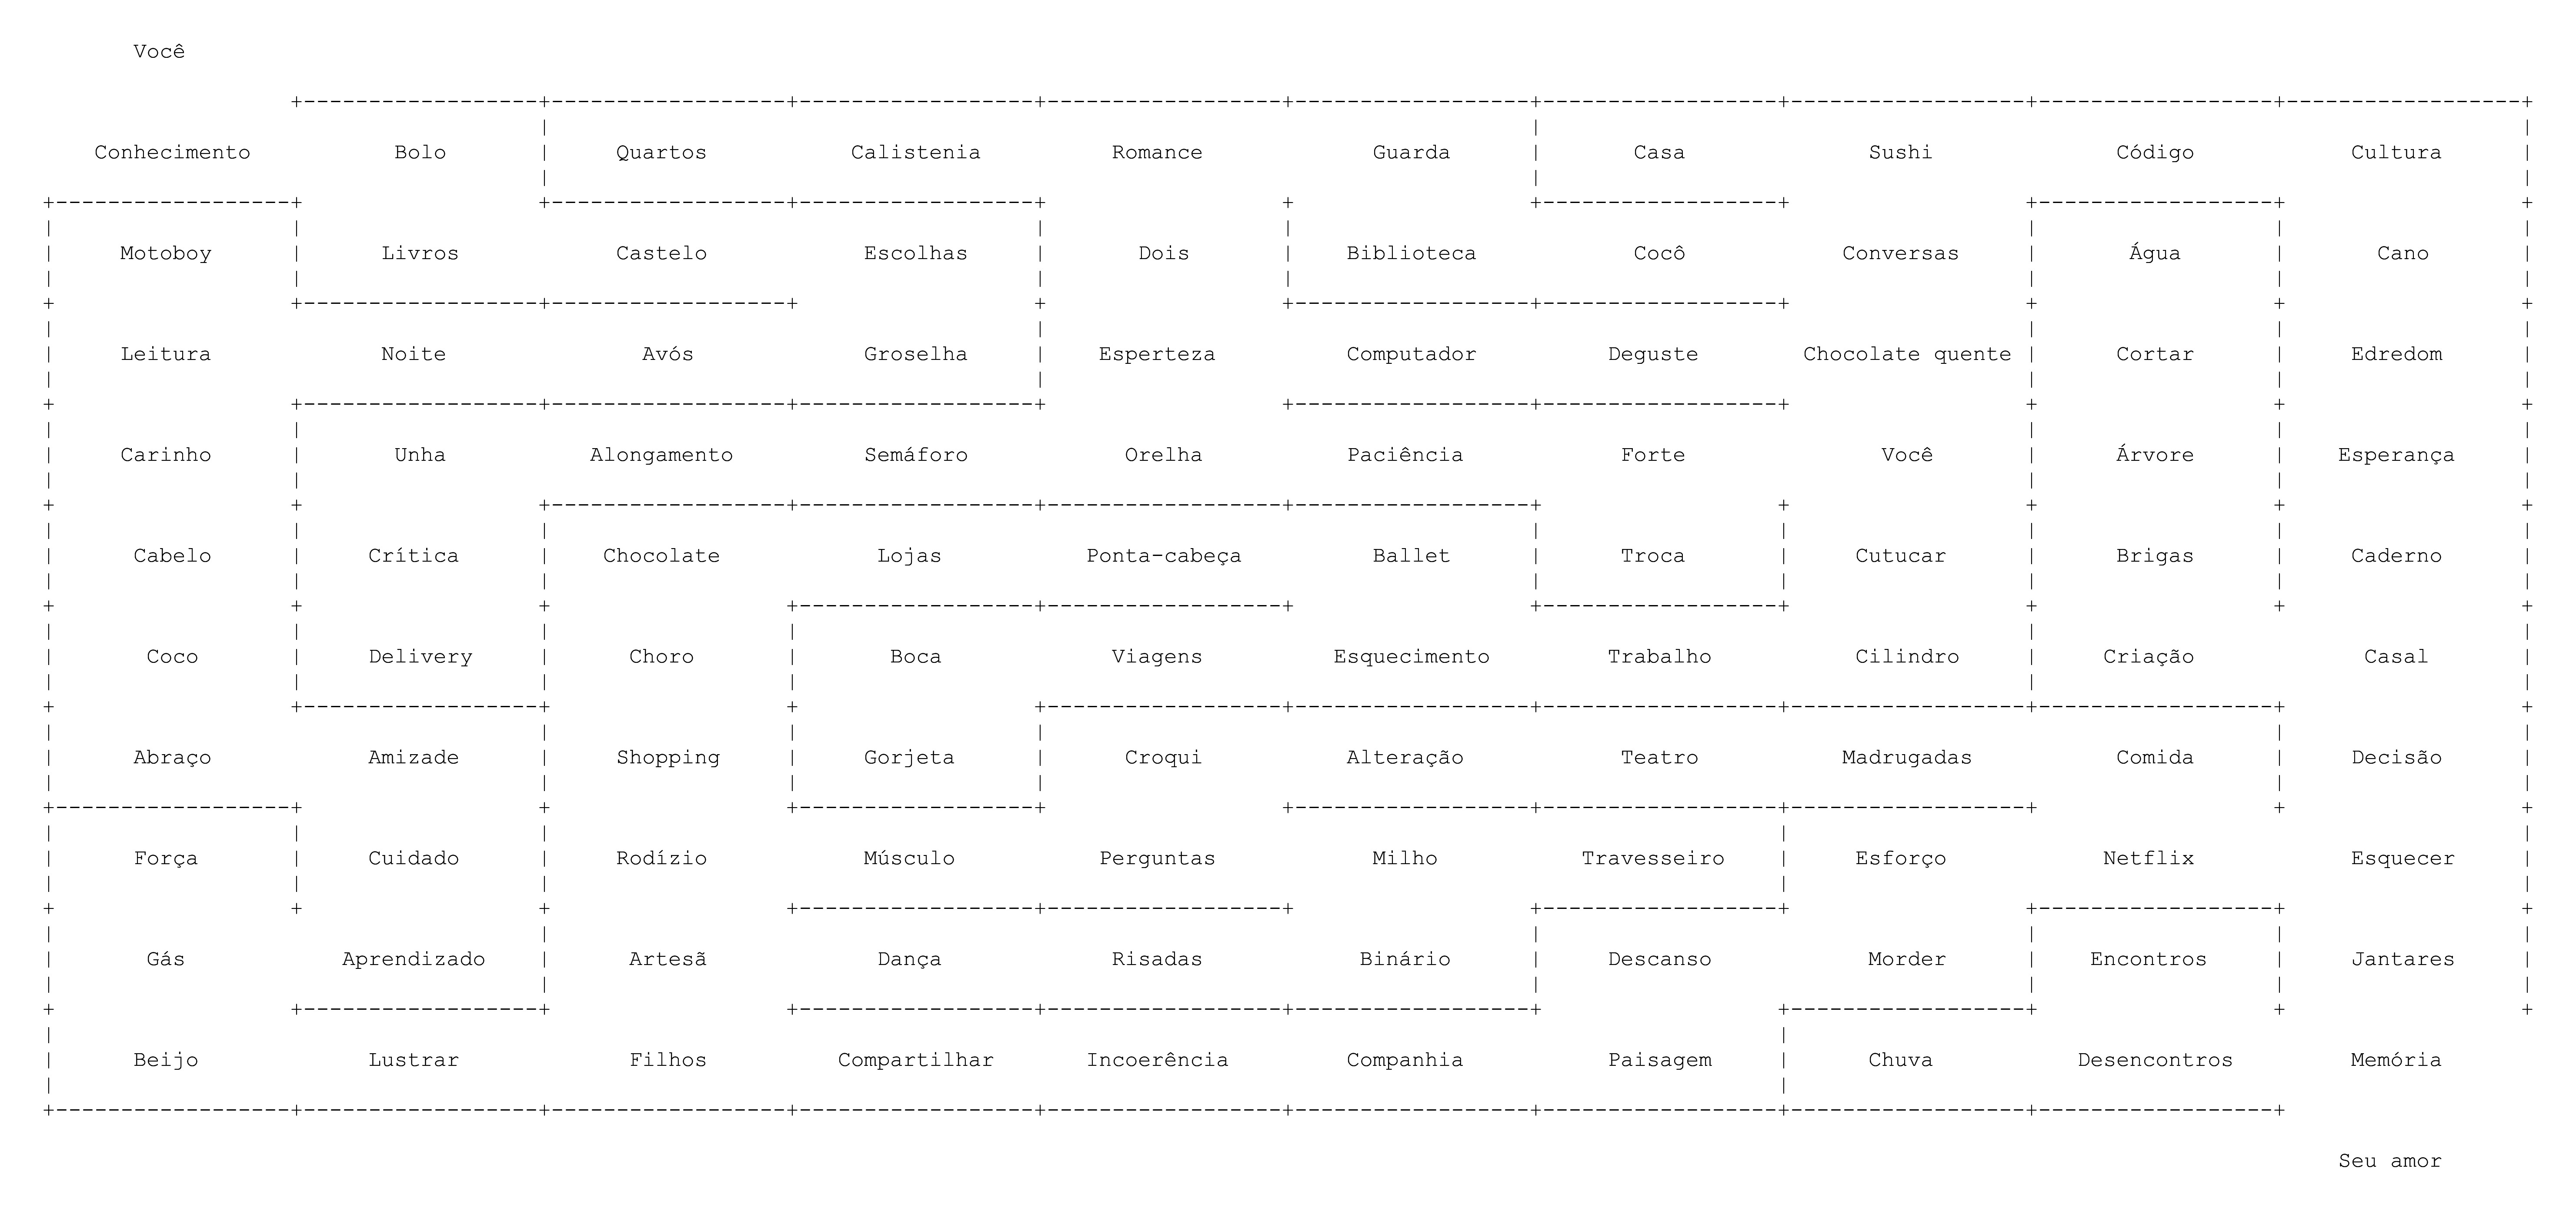 Você
Conhecimento Bolo Quartos Calistenia Romance Guarda Casa Sushi Código Cultura
Motoboy Livros Castelo Escolhas Dois Biblioteca Cocô Conversas Água Cano
Leitura Noite Avós Groselha Esperteza Computador Deguste Chocolate quente Cortar Edredom
Carinho Unha Alongamento Semáforo Orelha Paciência Forte Você Árvore Esperança
Cabelo Crítica Chocolate Lojas Ponta-cabeça Ballet Troca Cutucar Brigas Caderno
Coco Delivery Choro Boca Viagens Esquecimento Trabalho Cilindro Criação Casal
Abraço Amizade Shopping Gorjeta Croqui Alteração Teatro Madrugadas Comida Decisão
Força Cuidado Rodízio Músculo Perguntas Milho Travesseiro Esforço Netflix Esquecer
Gás Aprendizado Artesã Dança Risadas Binário Descanso Morder Encontros Jantares
Beijo Lustrar Filhos Compartilhar Incoerência Companhia Paisagem Chuva Desencontros Memória
Seu amor